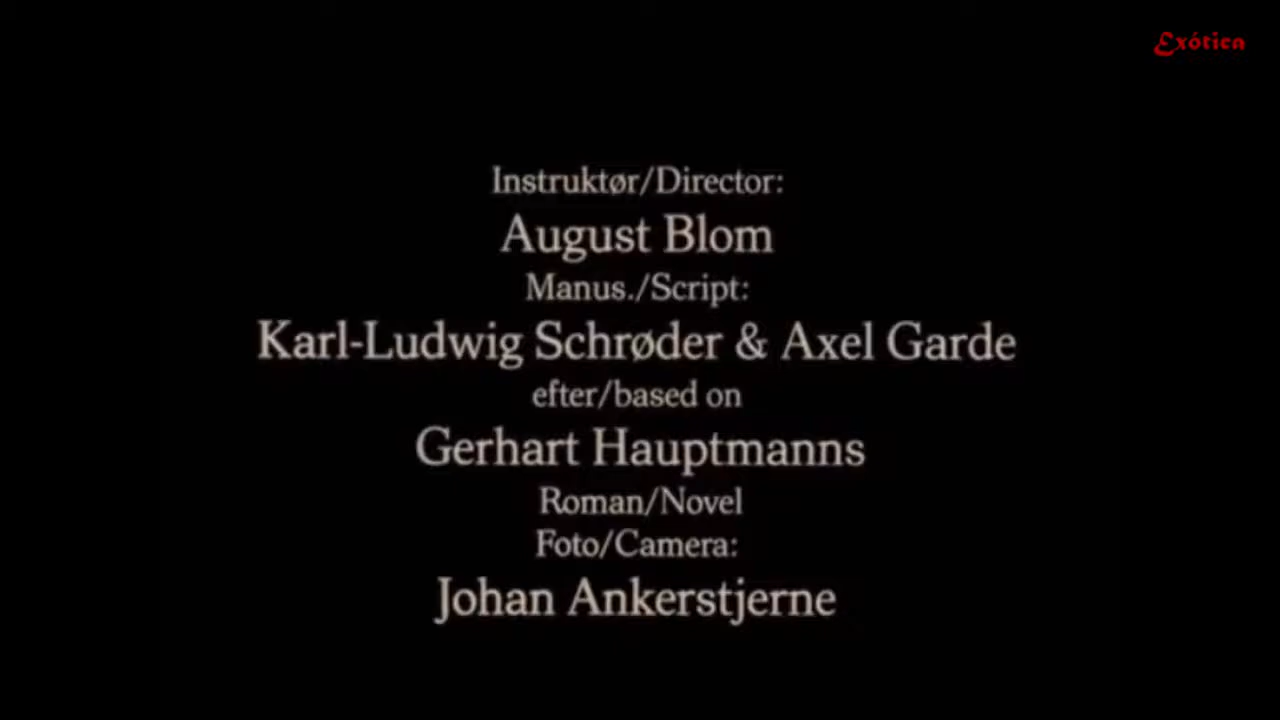 Exótica
Instruktør/Director:
August Blom
Manus./Script:
Karl-Ludwig Schrøder & Axel Garde
efter/based on
Gerhart Hauptmanns
Roman/Novel
Foto/Camera:
Johan Ankerstjerne